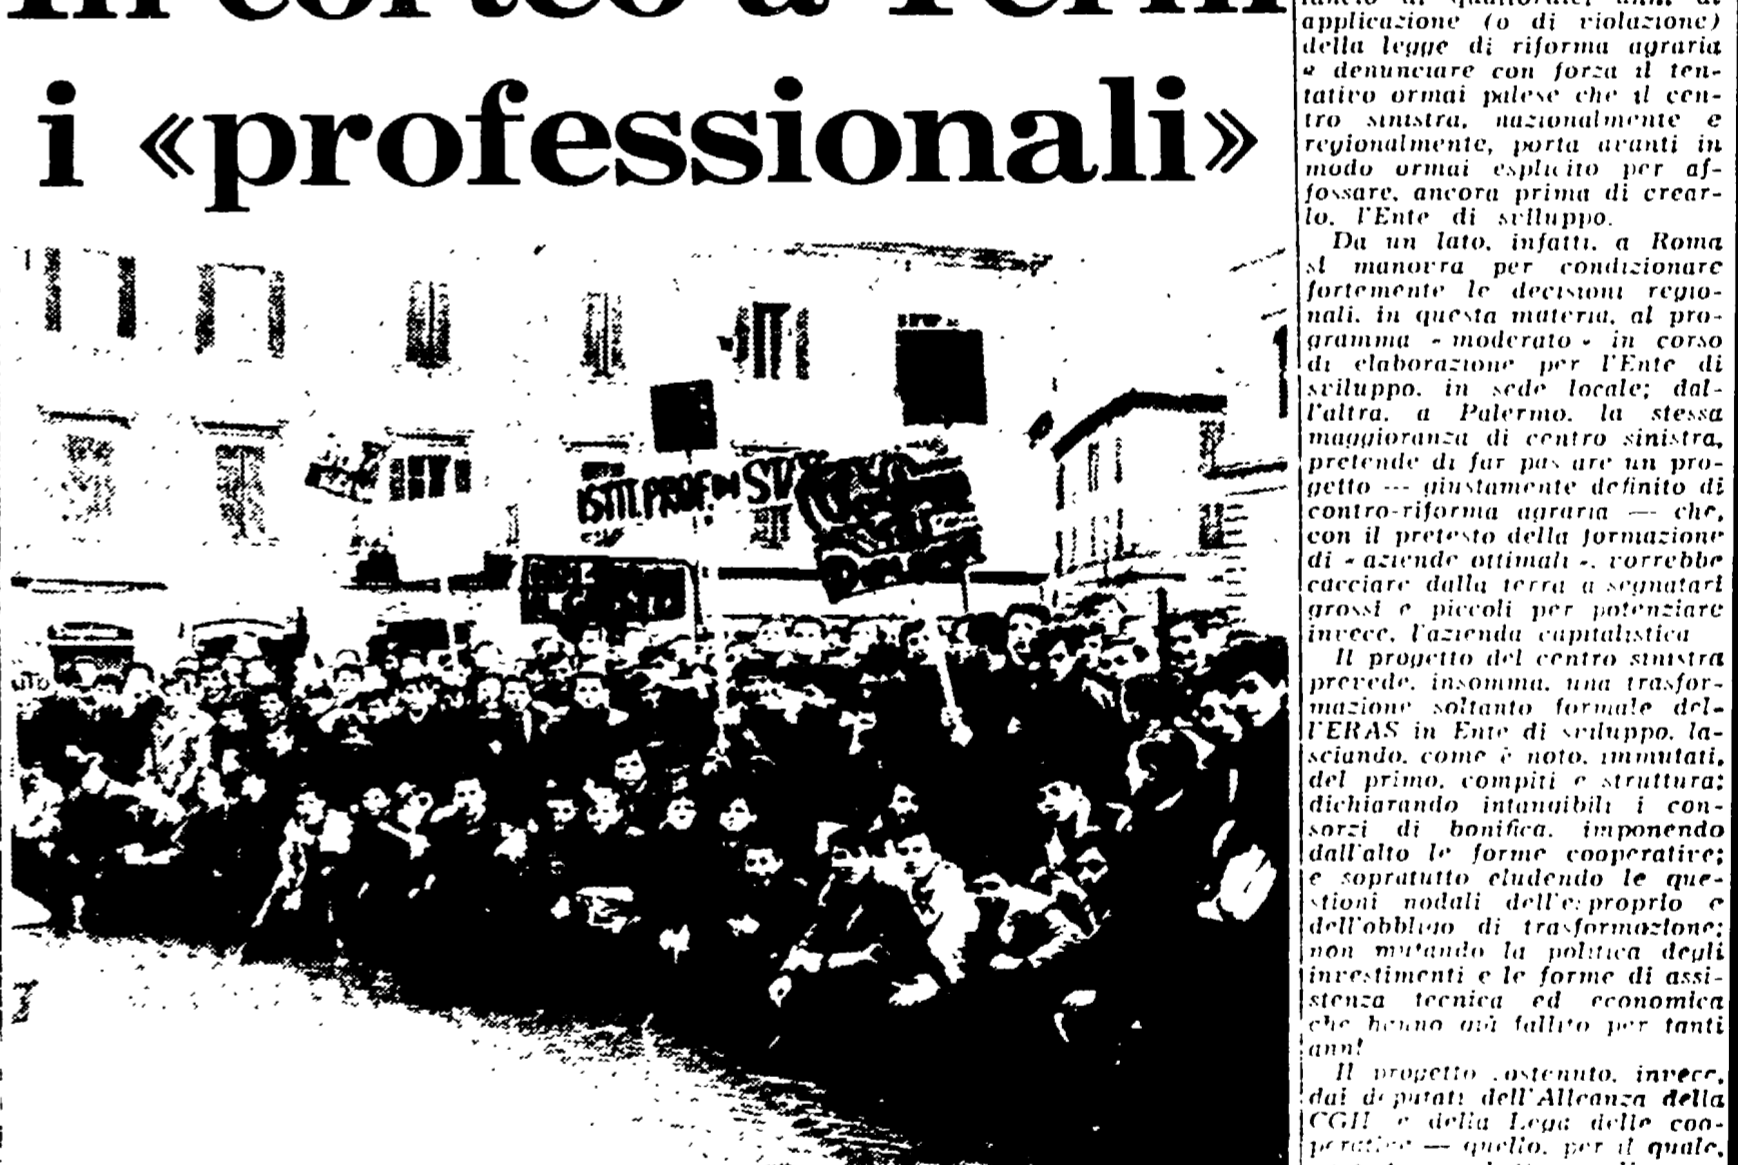 In corteo a Terni
i «professionali»
ISTIT. PROF.
applicazione (o di violazione)
della legge di riforma agraria
e denunciare con forza il ten-
tativo ormai palese che il cen-
tro sinistra, nazionalmente e
regionalmente, porta avanti in
modo ormai esplicito per af-
fossare, ancora prima di crear-
lo, l'Ente di sviluppo.
Da un lato, infatti, a Roma
si manovra per condizionare
fortemente le decisioni regio-
nali, in questa materia, al pro-
gramma « moderato » in corso
di elaborazione per l'Ente di
sviluppo, in sede locale; dal-
l'altra, a Palermo, la stessa
maggioranza di centro sinistra,
pretende di far passare un pro-
getto — giustamente definito di
contro-riforma agraria — che,
con il pretesto della formazione
di « aziende ottimali », vorrebbe
cacciare dalla terra assegnatari
grossi e piccoli per potenziare
invece, l'azienda capitalistica
Il progetto del centro sinistra
prevede, insomma, una trasfor-
mazione soltanto formale del-
l'ERAS in Ente di sviluppo, la-
sciando, come è noto, immutati,
del primo, compiti e struttura;
dichiarando intangibili i con-
sorzi di bonifica, imponendo
dall'alto le forme cooperative;
e sopratutto eludendo le que-
stioni nodali dell'esproprio e
dell'obbligo di trasformazione;
non mutando la politica degli
investimenti e le forme di assi-
stenza tecnica ed economica
che hanno già fallito per tanti
anni
Il progetto sostenuto, invece,
dai deputati dell'Alleanza della
CGIL e della Lega delle coo-
perative — quello, per il quale,